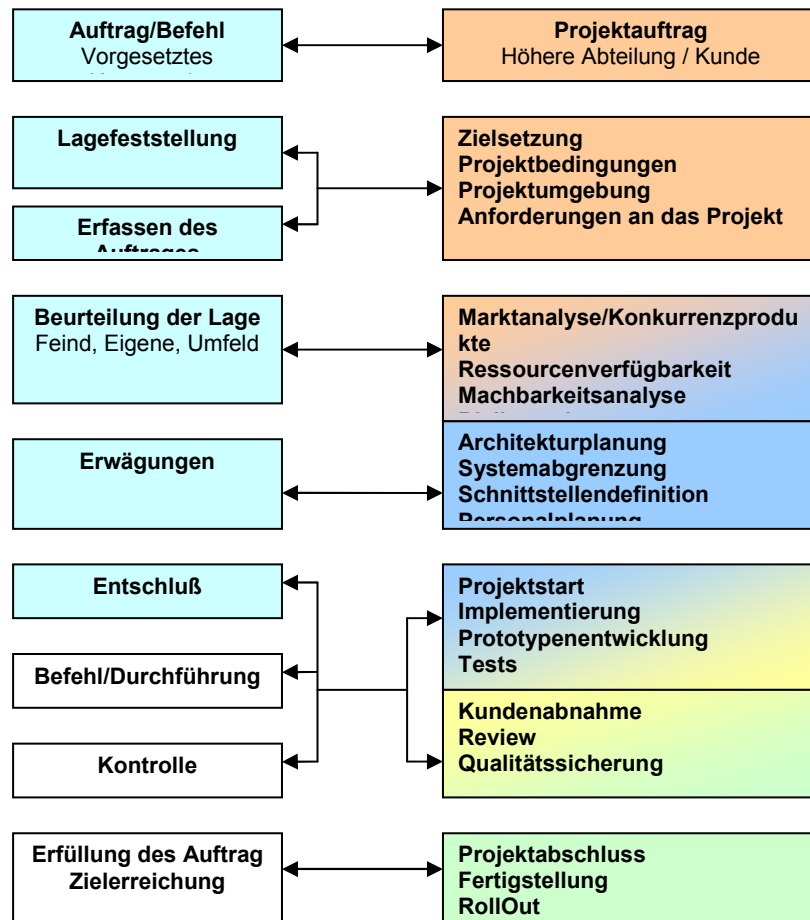 Auftrag/Befehl
Vorgesetztes
Projektauftrag
Höhere Abteilung / Kunde
Lagefeststellung
Erfassen des
Auftrages
Zielsetzung
Projektbedingungen
Projektumgebung
Anforderungen an das Projekt
Beurteilung der Lage
Feind, Eigene, Umfeld
Marktanalyse/Konkurrenzprodu
kte
Ressourcenverfügbarkeit
Machbarkeitsanalyse
Erwägungen
Architekturplanung
Systemabgrenzung
Schnittstellendefinition
Personalplanung
Entschluß
Befehl/Durchführung
Kontrolle
Projektstart
Implementierung
Prototypenentwicklung
Tests
Kundenabnahme
Review
Qualitätssicherung
Erfüllung des Auftrag
Zielerreichung
Projektabschluss
Fertigstellung
RollOut